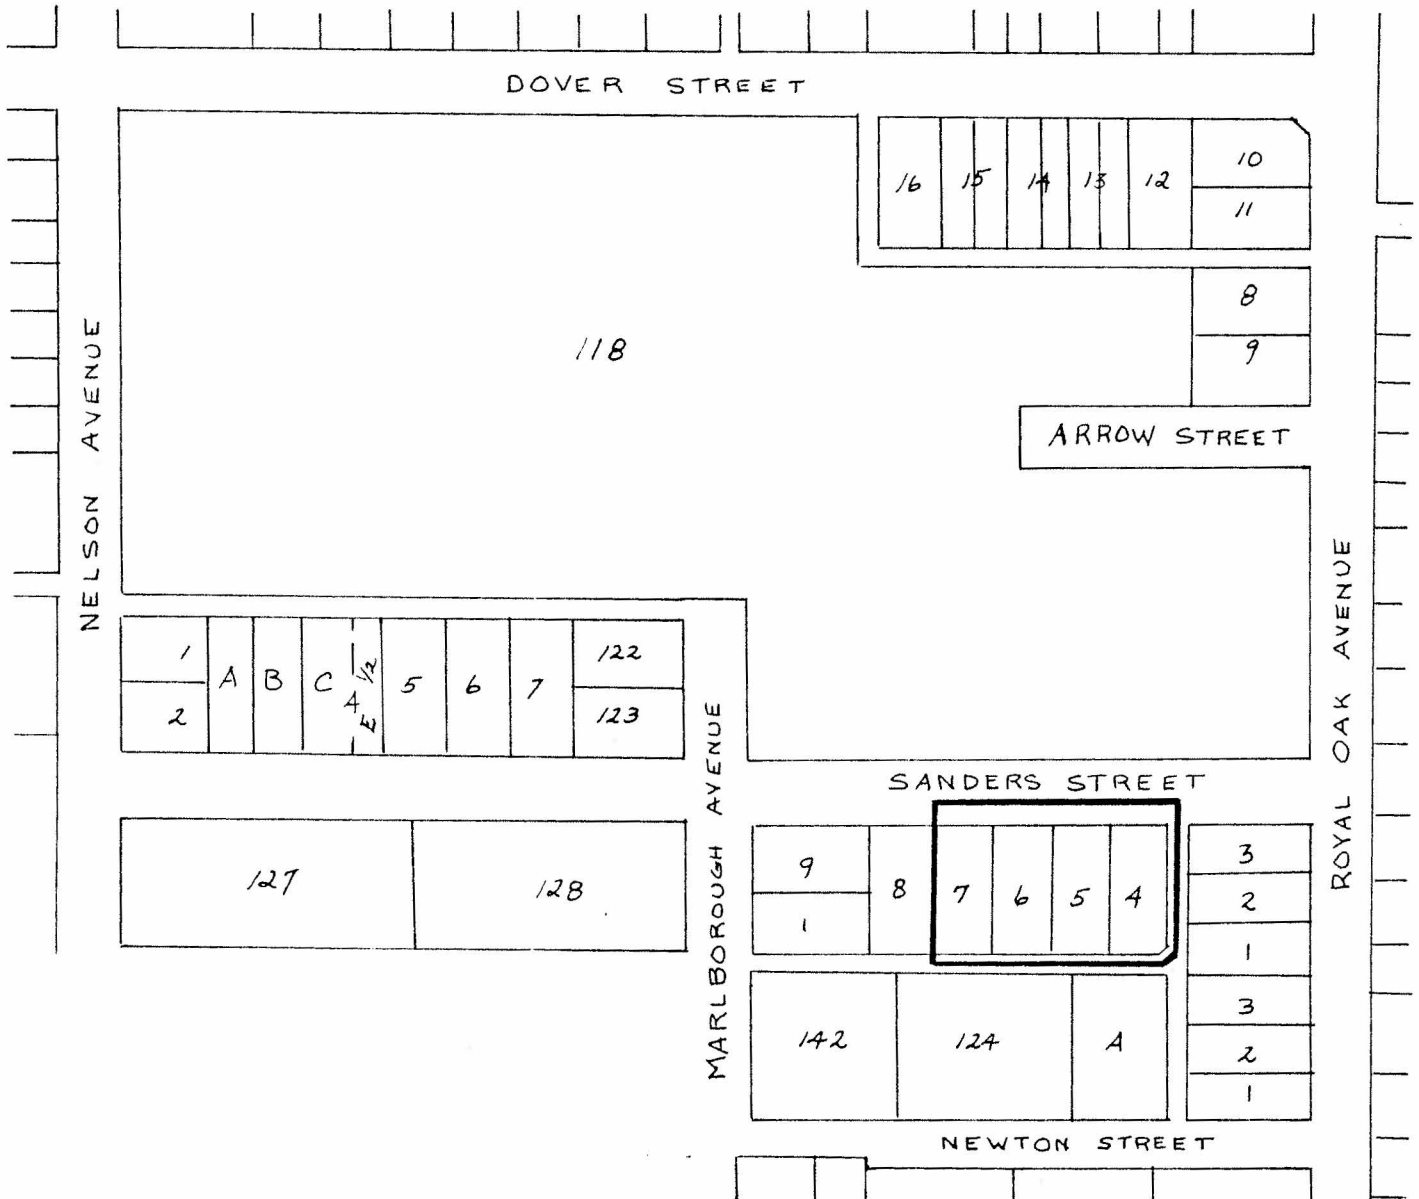 DOVER STREET
16 15 14 13 12 10
11
8
9
118
ARROW STREET
NELSON AVENUE
1 A B C 4 E 1/2 5 6 7 122
2 123
MARLBOROUGH AVENUE
ROYAL OAK AVENUE
SANDERS STREET
127 128
9 8 7 6 5 4 3
1 2
1
142 124 A 3
2
1
NEWTON STREET